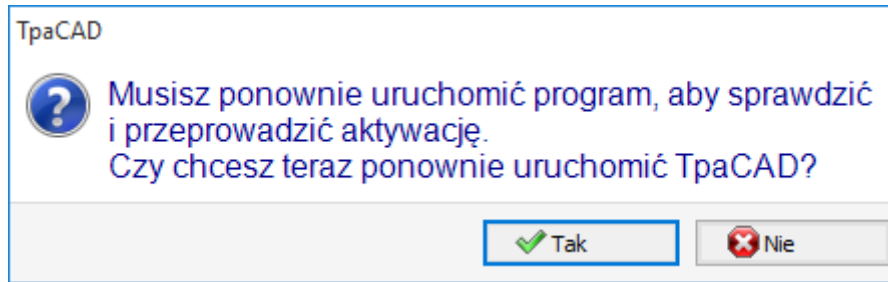 TpaCAD
Musisz ponownie uruchomić program, aby sprawdzić
i przeprowadzić aktywację.
Czy chcesz teraz ponownie uruchomić TpaCAD?
Tak
Nie